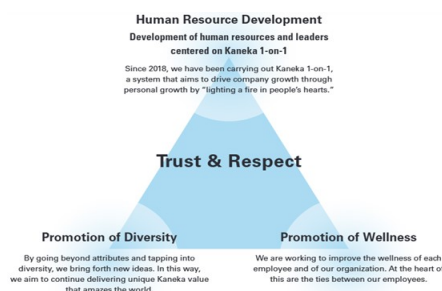 Human Resource Development
Development of human resources and leaders
centered on Kaneka 1-on-1
Since 2018, we have been carrying out Kaneka 1-on-1,
a system that aims to drive company growth through
personal growth by “lighting a fire in people’s hearts.”
Trust & Respect
Promotion of Diversity
By going beyond attributes and tapping into
diversity, we bring forth new ideas. In this way,
we aim to continue delivering unique Kaneka value
that amazes the world.
Promotion of Wellness
We are working to improve the wellness of each
employee and of our organization. At the heart of
this are the ties between our employees.